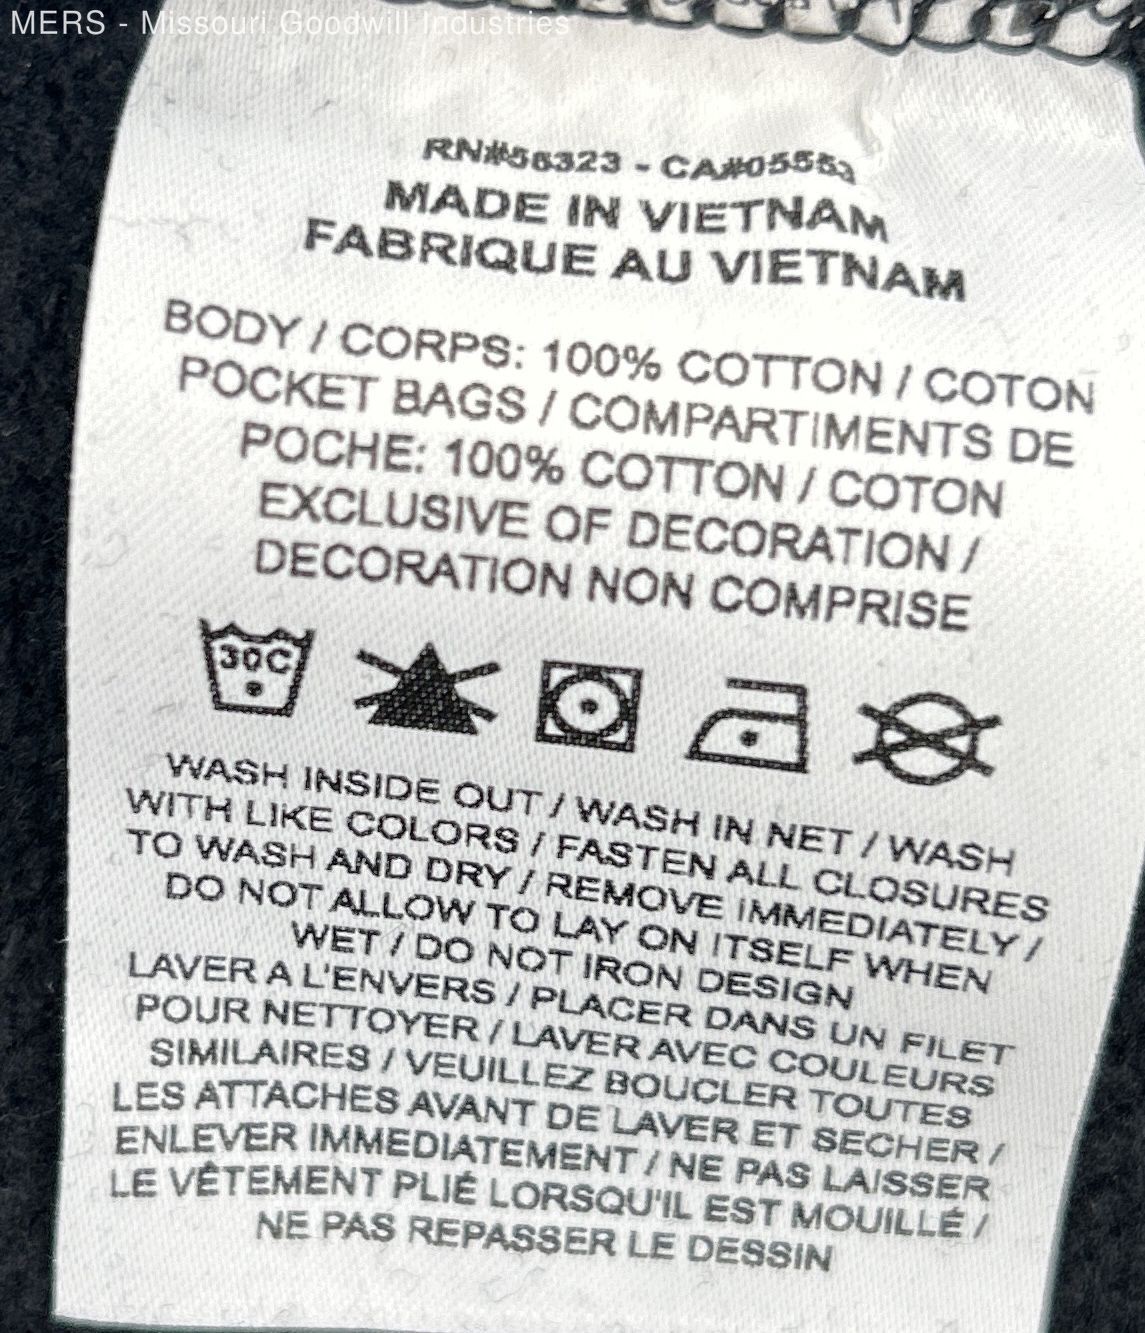 MERS - Missouri Goodwill Industries
RN#56323 - CA#05553
MADE IN VIETNAM
FABRIQUE AU VIETNAM
BODY / CORPS: 100% COTTON / COTON
POCKET BAGS / COMPARTIMENTS DE
POCHE: 100% COTTON / COTON
EXCLUSIVE OF DECORATION /
DECORATION NON COMPRISE
30C
WASH INSIDE OUT / WASH IN NET / WASH
WITH LIKE COLORS / FASTEN ALL CLOSURES
TO WASH AND DRY / REMOVE IMMEDIATELY /
DO NOT ALLOW TO LAY ON ITSELF WHEN
WET / DO NOT IRON DESIGN
LAVER A L'ENVERS / PLACER DANS UN FILET
POUR NETTOYER / LAVER AVEC COULEURS
SIMILAIRES / VEUILLEZ BOUCLER TOUTES
LES ATTACHES AVANT DE LAVER ET SECHER /
ENLEVER IMMEDIATEMENT / NE PAS LAISSER
LE VÊTEMENT PLIÉ LORSQU'IL EST MOUILLÉ /
NE PAS REPASSER LE DESSIN